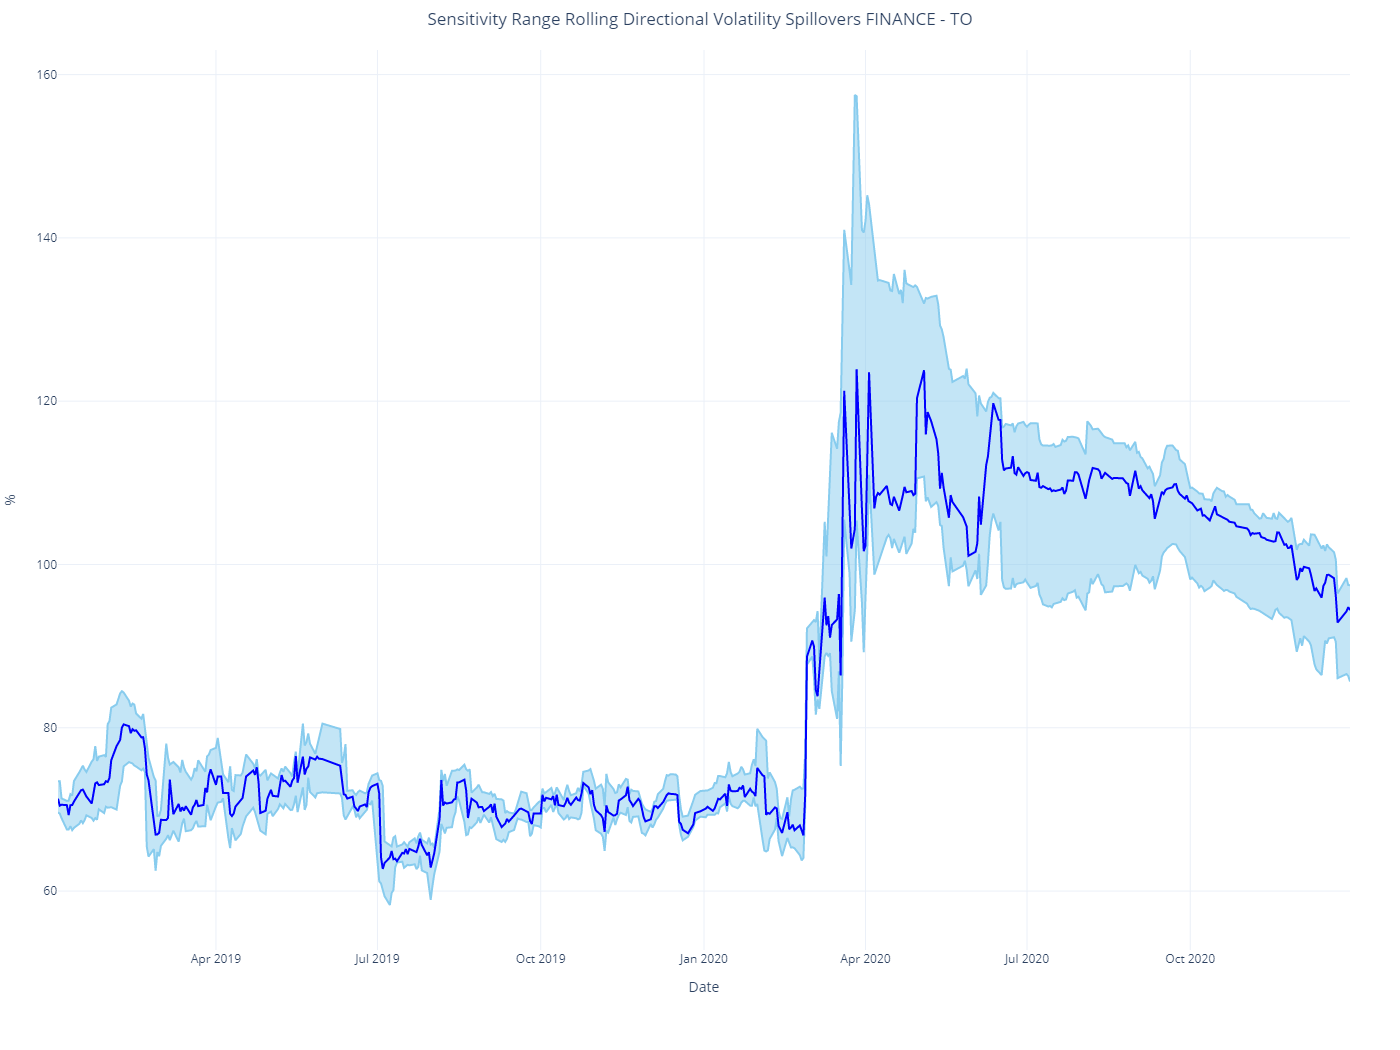 Sensitivity Range Rolling Directional Volatility Spillovers FINANCE - TO
160
140
120
100
80
60
%
Apr 2019 Jul 2019 Oct 2019 Jan 2020 Apr 2020 Jul 2020 Oct 2020
Date